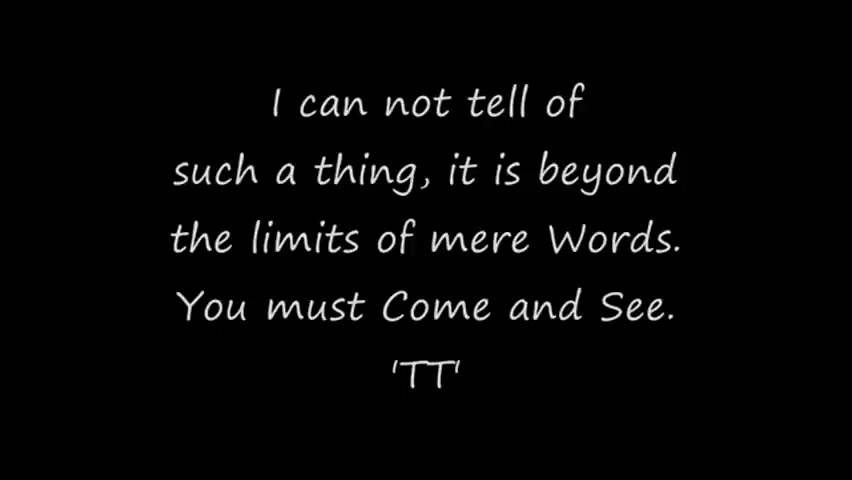 I can not tell of
such a thing, it is beyond
the limits of mere Words.
You must Come and See.
'TT'